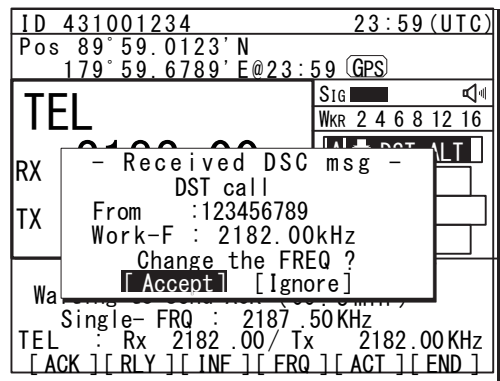 ID 431001234 23:59(UTC)
Pos 89°59.0123'N
179°59.6789'E@23:59 GPS
SIG
TEL
WKR 2 4 6 8 12 16
ALT
RX
TX
- Received DSC msg -
DST call
From :123456789
Work-F : 2182.00kHz
Change the FREQ ?
[ Accept ] [Ignore]
Wa
Single- FRQ : 2187 .50KHz
TEL : Rx 2182 .00/ Tx 2182.00KHz
[ ACK ][ RLY ][ INF ][ FRQ ][ ACT ][ END ]